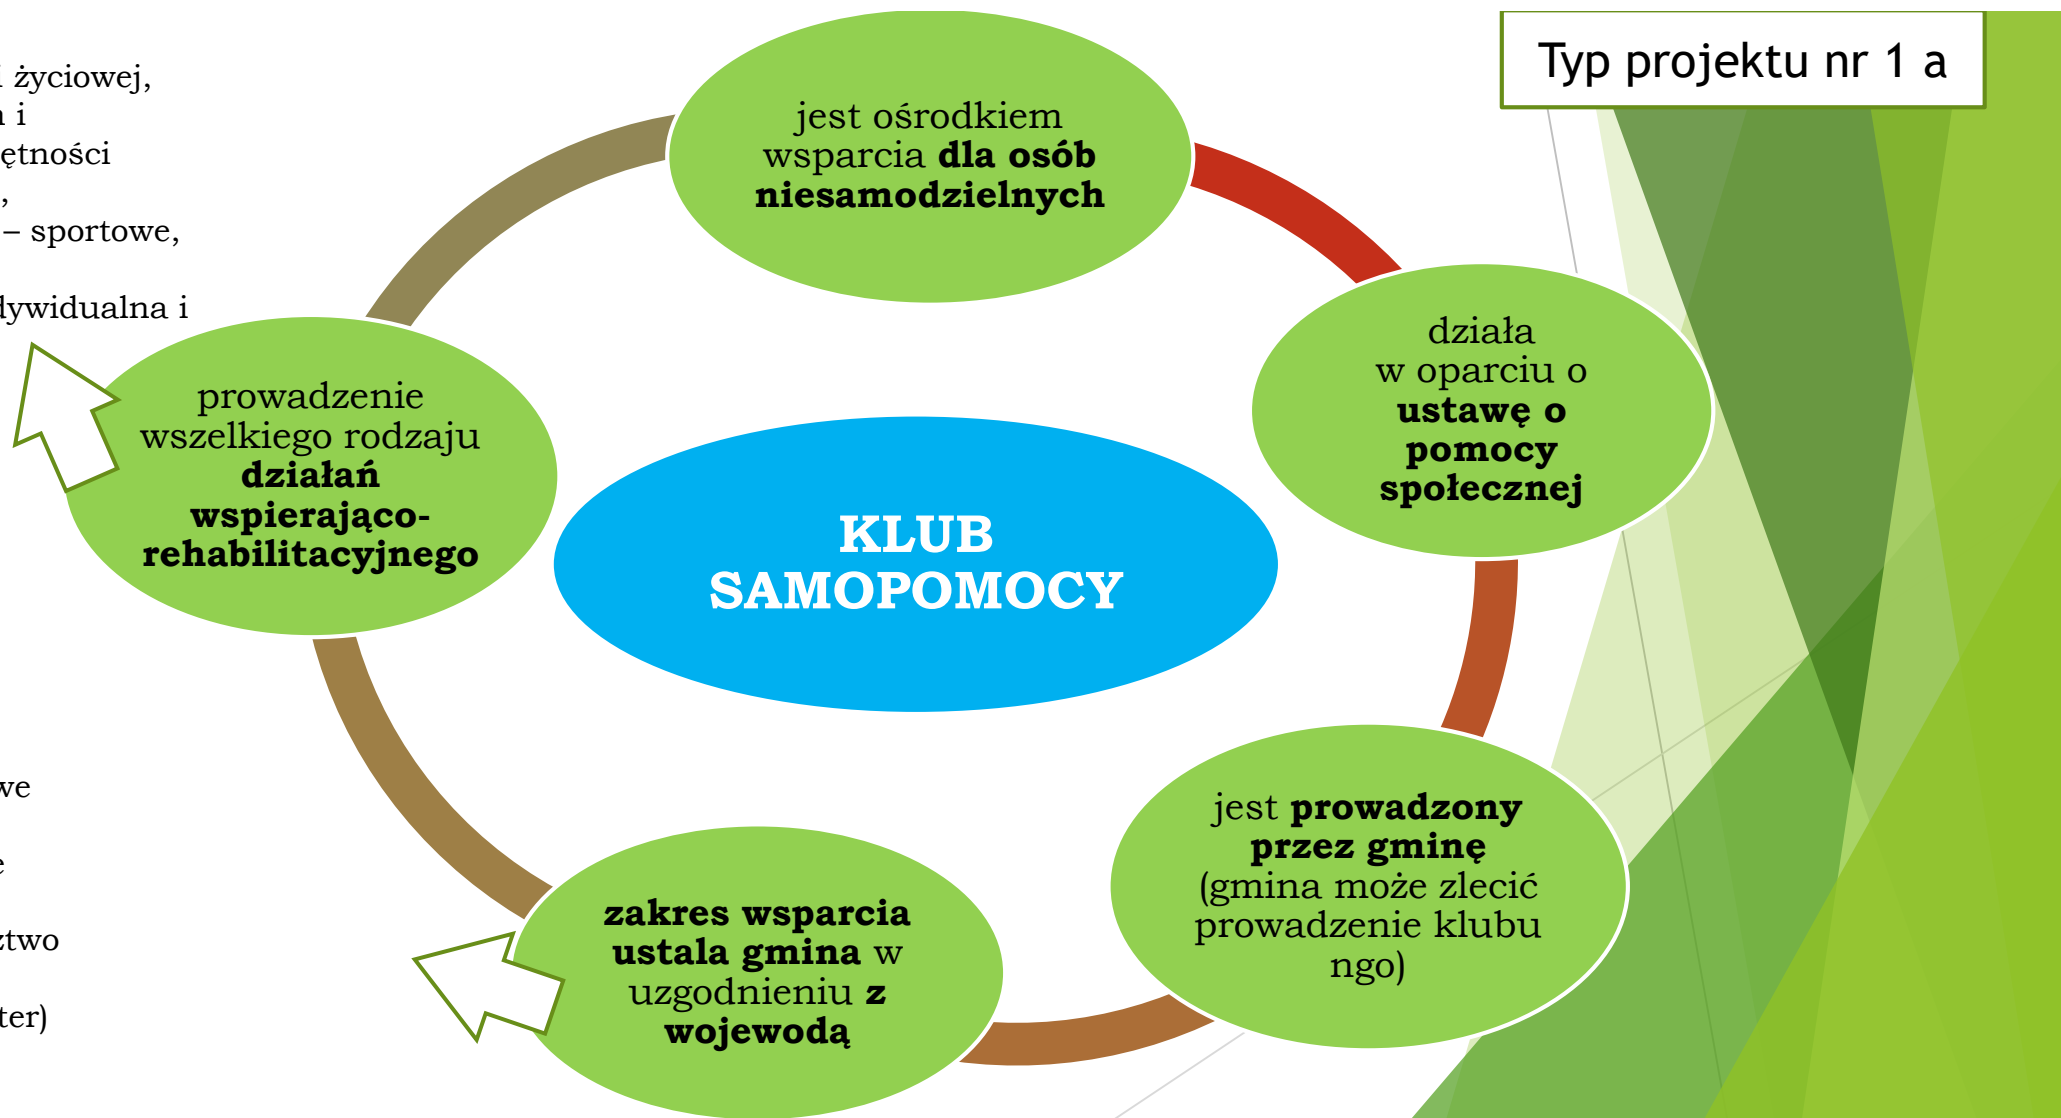 Typ projektu nr 1 a
i życiowej,
i
– sportowe,
i
jest ośrodkiem
wsparcia dla osób
niesamodzielnych
działa
w oparciu o
ustawę o
pomocy
społecznej
jest prowadzony
przez gminę
(gmina może zlecić
prowadzenie klubu
ngo)
zakres wsparcia
ustala gmina w
uzgodnieniu z
wojewodą
prowadzenie
wszelkiego rodzaju
działań
wspierająco-
rehabilitacyjnego
KLUB
SAMOPOMOCY